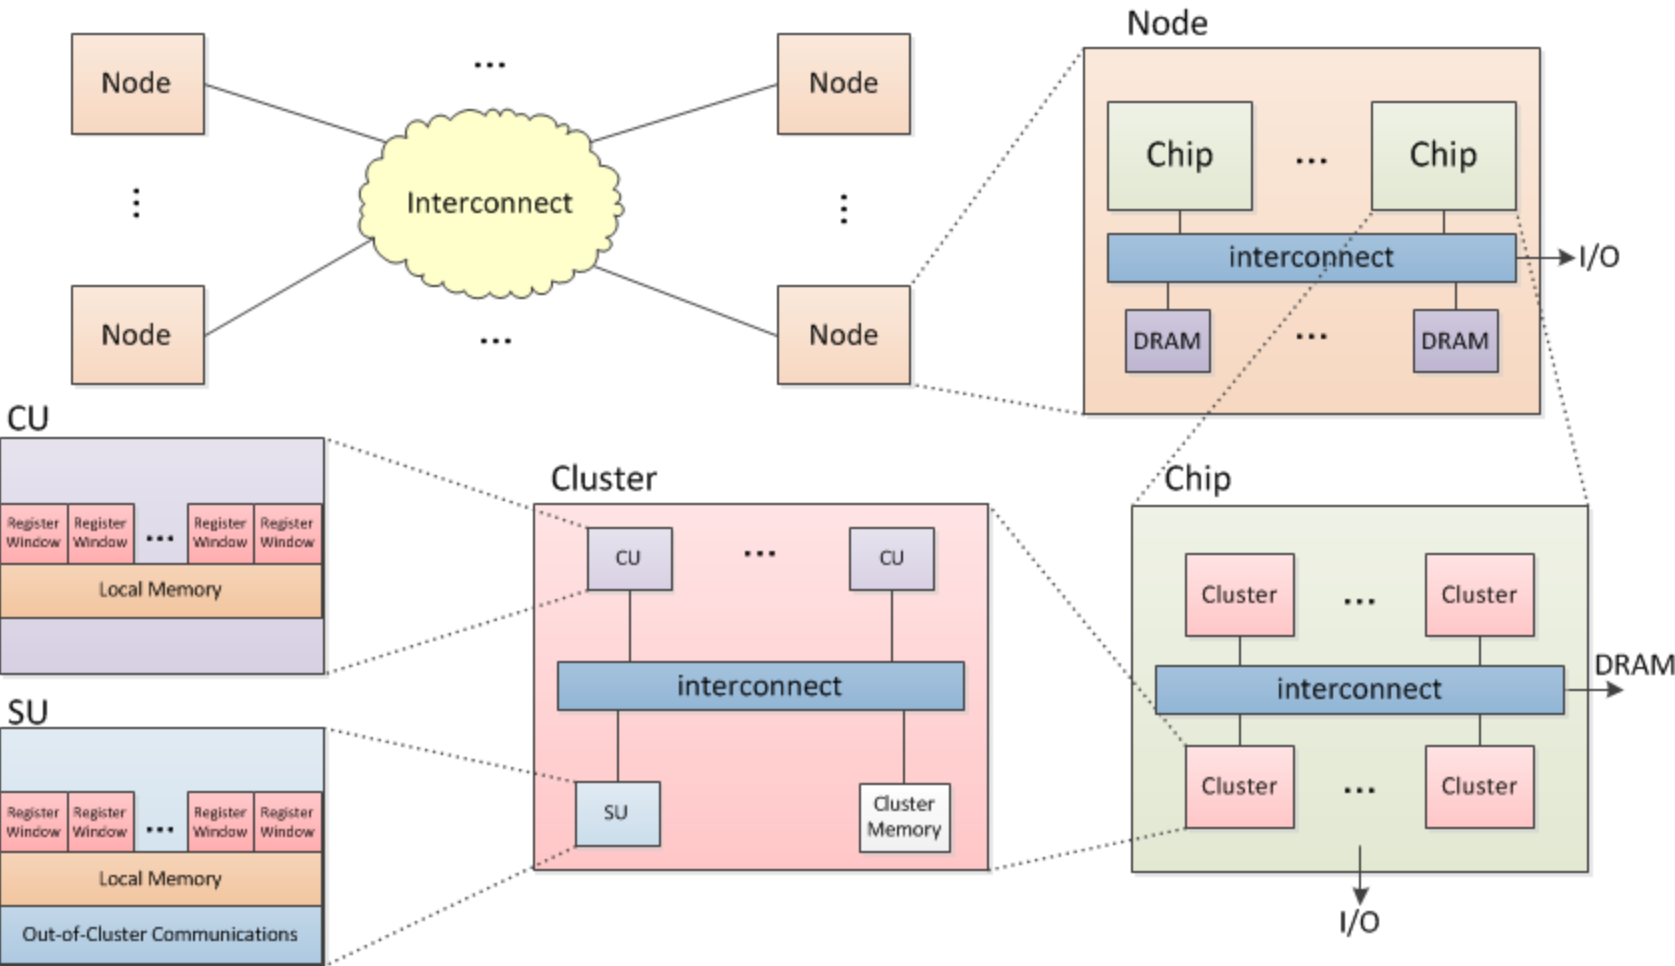 Node
...
Node
Node
Interconnect
Node
...
Node
Chip
...
Chip
interconnect
I/O
DRAM
...
DRAM
CU
Register
Window
Register
Window
...
Register
Window
Register
Window
Local Memory
SU
Register
Window
Register
Window
...
Register
Window
Register
Window
Local Memory
Out-of-Cluster Communications
Cluster
CU
...
CU
interconnect
SU
Cluster
Memory
Chip
Cluster
...
Cluster
interconnect
DRAM
Cluster
...
Cluster
I/O